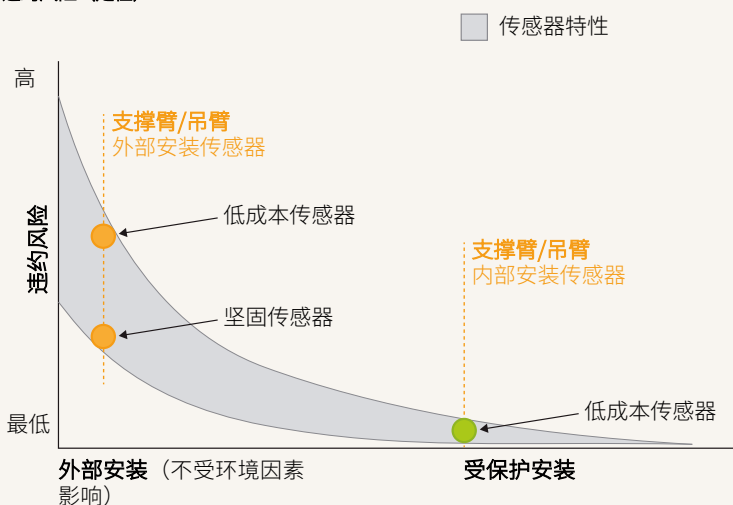 传感器特性
高
支撑臂/吊臂
外部安装传感器
违约风险
低成本传感器
支撑臂/吊臂
内部安装传感器
坚固传感器
低成本传感器
最低
外部安装（不受环境因素
影响）
受保护安装